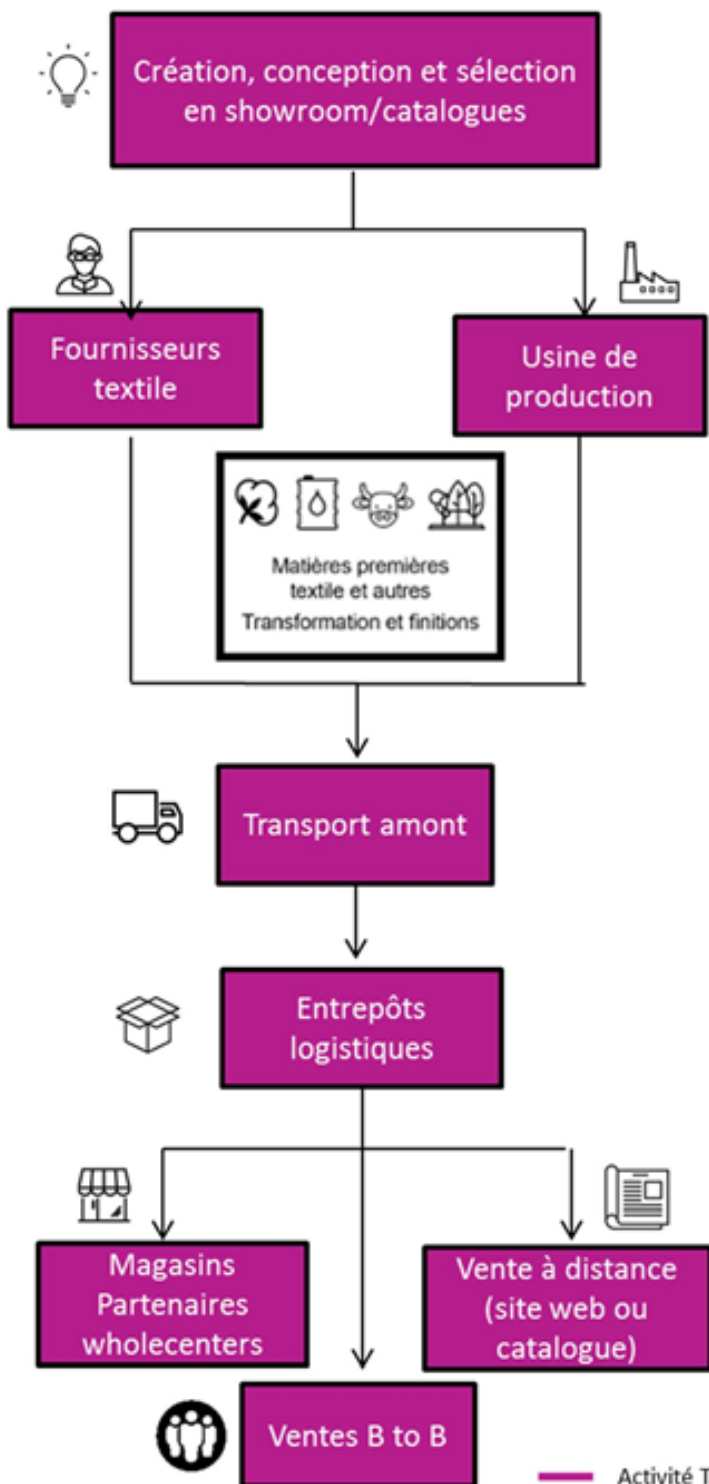 Création, conception et sélection
en showroom/catalogues
Fournisseurs
textile
Usine de
production
Matières premières
textile et autres
Transformation et finitions
Transport amont
Entrepôts
logistiques
Magasins
Partenaires
wholecenters
Vente à distance
(site web ou
catalogue)
Ventes B to B
Activité T